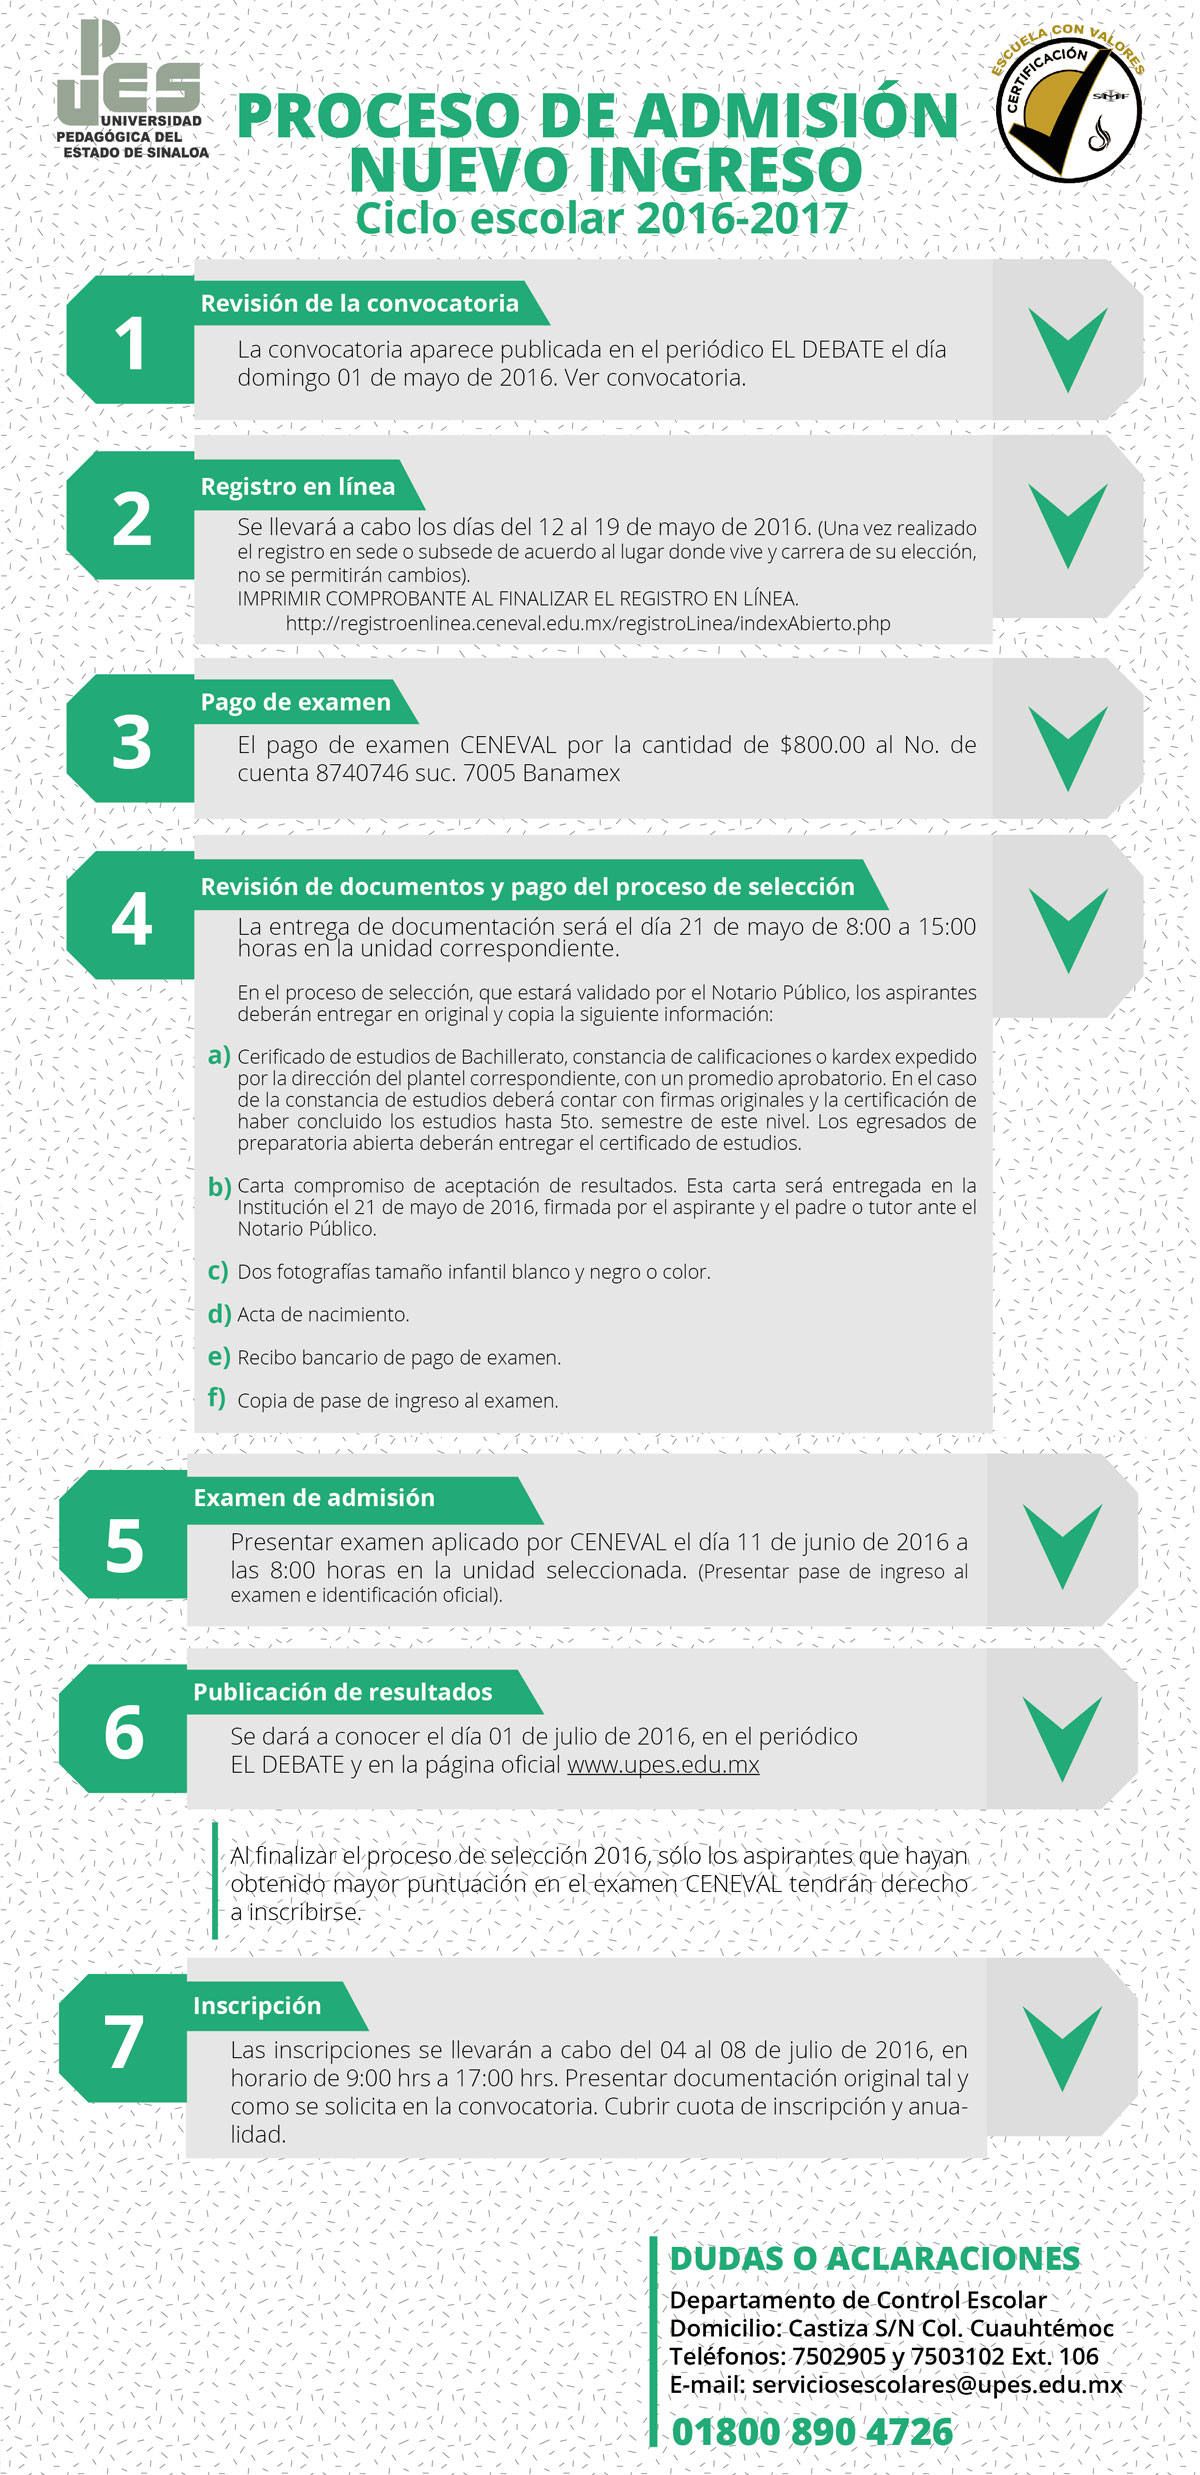 PUES
UNIVERSIDAD
PEDAGÓGICA DEL
ESTADO DE SINALOA
ESCUELA CON VALORES
CERTIFICACIÓN
PROCESO DE ADMISIÓN
NUEVO INGRESO
Ciclo escolar 2016-2017
1
Revisión de la convocatoria
La convocatoria aparece publicada en el periódico EL DEBATE el día
domingo 01 de mayo de 2016. Ver convocatoria.
2
Registro en línea
Se llevará a cabo los días del 12 al 19 de mayo de 2016. (Una vez realizado
el registro en sede o subsede de acuerdo al lugar donde vive y carrera de su elección,
no se permitirán cambios).
IMPRIMIR COMPROBANTE AL FINALIZAR EL REGISTRO EN LÍNEA.
http://registroenlinea.ceneval.edu.mx/registroLinea/indexAbierto.php
3
Pago de examen
El pago de examen CENEVAL por la cantidad de $800.00 al No. de
cuenta 8740746 suc. 7005 Banamex
4
Revisión de documentos y pago del proceso de selección
La entrega de documentación será el día 21 de mayo de 8:00 a 15:00
horas en la unidad correspondiente.
En el proceso de selección, que estará validado por el Notario Público, los aspirantes
deberán entregar en original y copia la siguiente información:
a) Cerificado de estudios de Bachillerato, constancia de calificaciones o kardex expedido
por la dirección del plantel correspondiente, con un promedio aprobatorio. En el caso
de la constancia de estudios deberá contar con firmas originales y la certificación de
haber concluido los estudios hasta 5to. semestre de este nivel. Los egresados de
preparatoria abierta deberán entregar el certificado de estudios.
b) Carta compromiso de aceptación de resultados. Esta carta será entregada en la
Institución el 21 de mayo de 2016, firmada por el aspirante y el padre o tutor ante el
Notario Público.
c) Dos fotografías tamaño infantil blanco y negro o color.
d) Acta de nacimiento.
e) Recibo bancario de pago de examen.
f) Copia de pase de ingreso al examen.
5
Examen de admisión
Presentar examen aplicado por CENEVAL el día 11 de junio de 2016 a
las 8:00 horas en la unidad seleccionada. (Presentar pase de ingreso al
examen e identificación oficial).
6
Publicación de resultados
Se dará a conocer el día 01 de julio de 2016, en el periódico
EL DEBATE y en la página oficial www.upes.edu.mx
Al finalizar el proceso de selección 2016, sólo los aspirantes que hayan
obtenido mayor puntuación en el examen CENEVAL tendrán derecho
a inscribirse.
7
Inscripción
Las inscripciones se llevarán a cabo del 04 al 08 de julio de 2016, en
horario de 9:00 hrs a 17:00 hrs. Presentar documentación original tal y
como se solicita en la convocatoria. Cubrir cuota de inscripción y anua-
lidad.
DUDAS O ACLARACIONES
Departamento de Control Escolar
Domicilio: Castiza S/N Col. Cuauhtémoc
Teléfonos: 7502905 y 7503102 Ext. 106
E-mail: serviciosescolares@upes.edu.mx
01800 890 4726